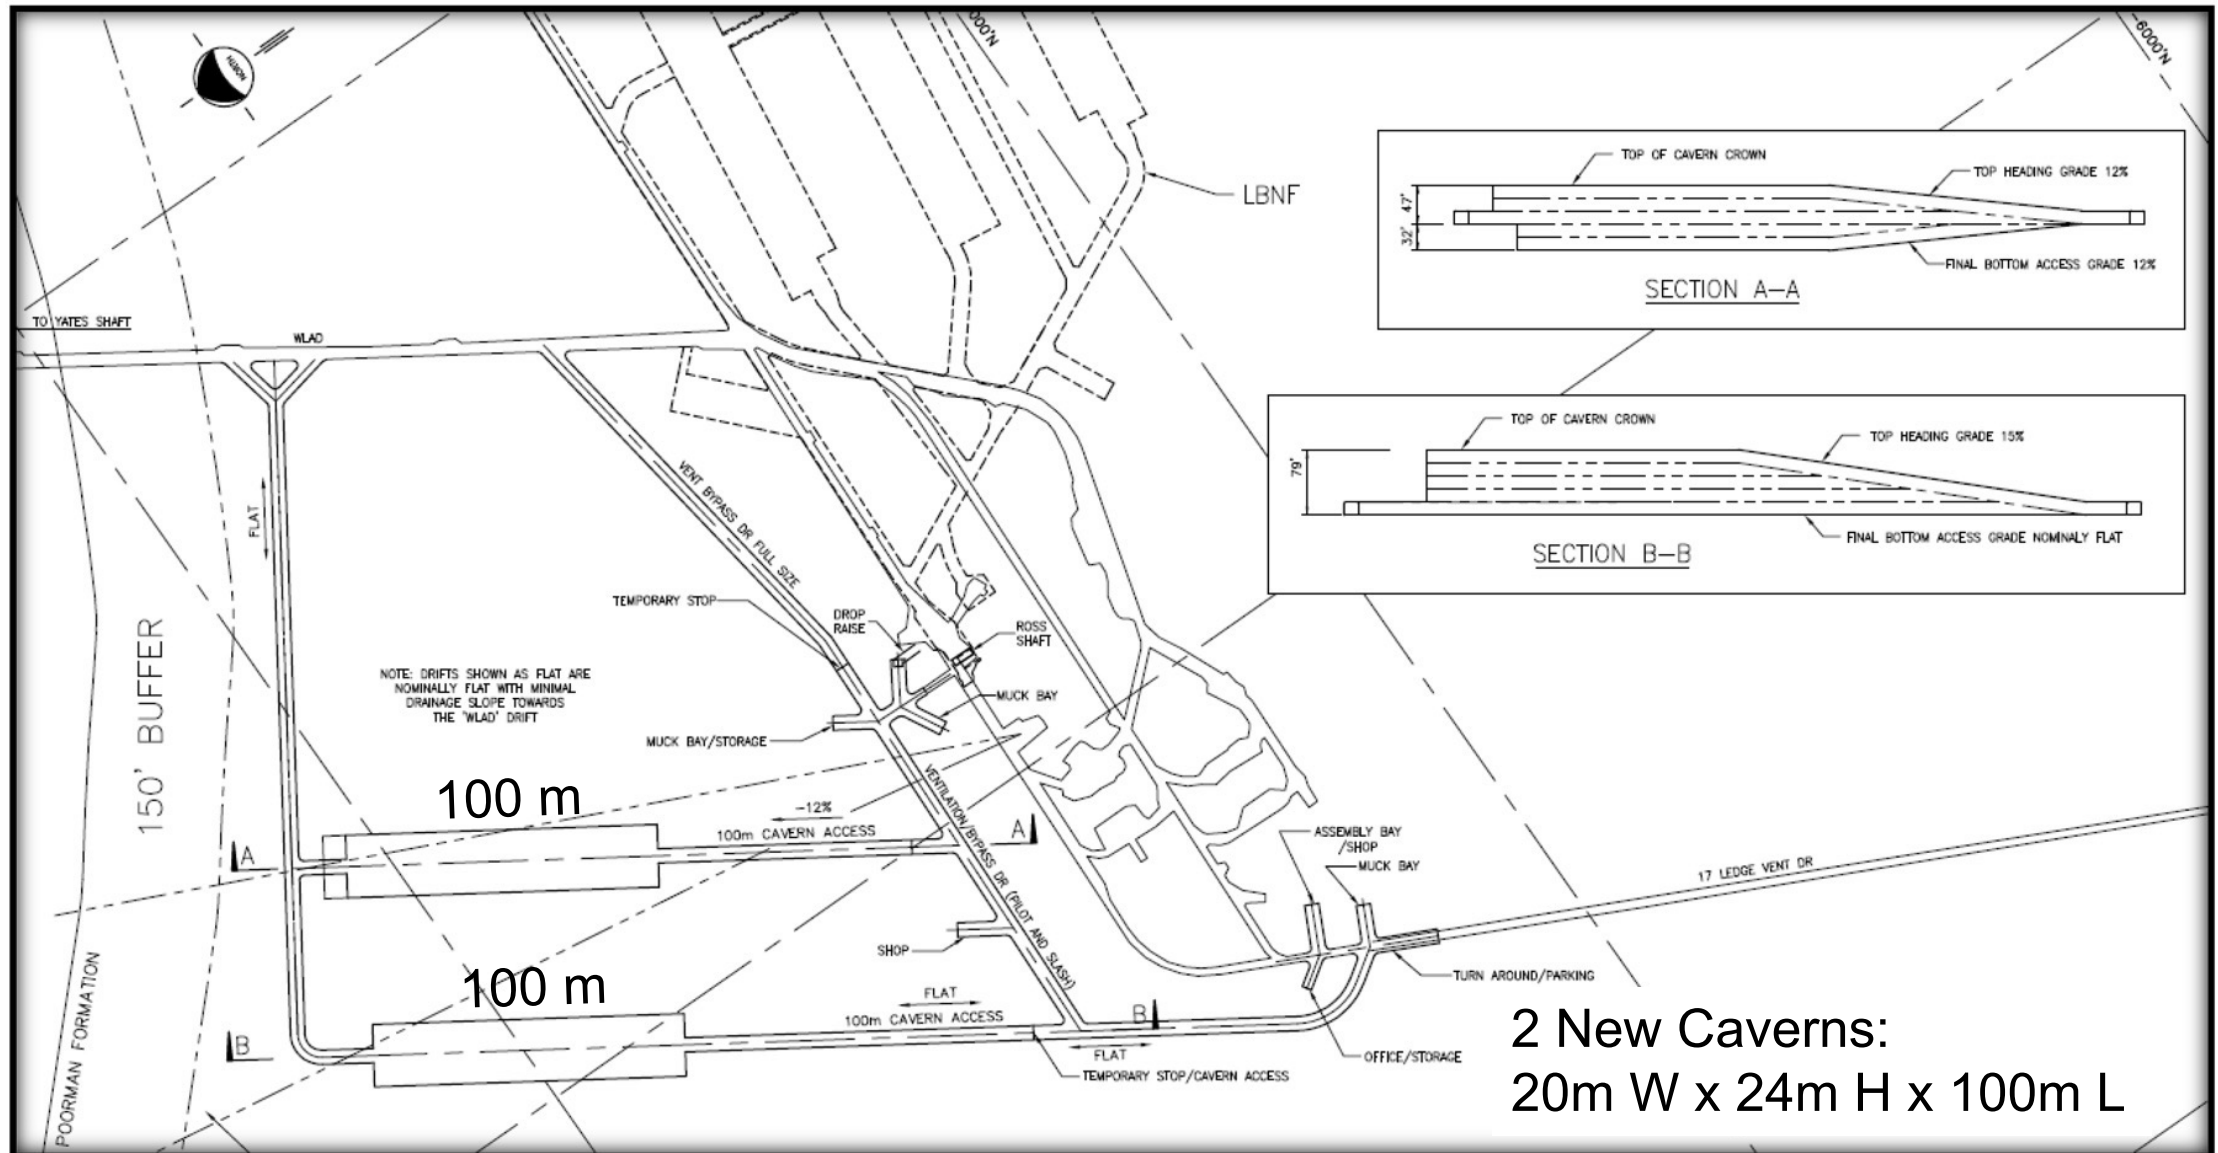 NORTH
000'N
-6000'N
LBNF
TOP OF CAVERN CROWN
TOP HEADING GRADE 12%
47'
32'
FINAL BOTTOM ACCESS GRADE 12%
SECTION A-A
TO YATES SHAFT
WLAD
TOP OF CAVERN CROWN
TOP HEADING GRADE 15%
79'
FINAL BOTTOM ACCESS GRADE NOMINALY FLAT
SECTION B-B
FLAT
VENT BYPASS DR FULL SIZE
TEMPORARY STOP
DROP
RAISE
ROSS
SHAFT
150' BUFFER
NOTE: DRIFTS SHOWN AS FLAT ARE
NOMINALLY FLAT WITH MINIMAL
DRAINAGE SLOPE TOWARDS
THE 'WLAD' DRIFT
MUCK BAY
MUCK BAY/STORAGE
100 m
-12%
100m CAVERN ACCESS
VENTILATION/BYPASS DR (PILOT AND SLASH)
A
A
ASSEMBLY BAY
/SHOP
MUCK BAY
17 LEDGE VENT DR
SHOP
POORMAN FORMATION
100 m
FLAT
100m CAVERN ACCESS
TURN AROUND/PARKING
B
B
FLAT
OFFICE/STORAGE
TEMPORARY STOP/CAVERN ACCESS
2 New Caverns:
20m W x 24m H x 100m L